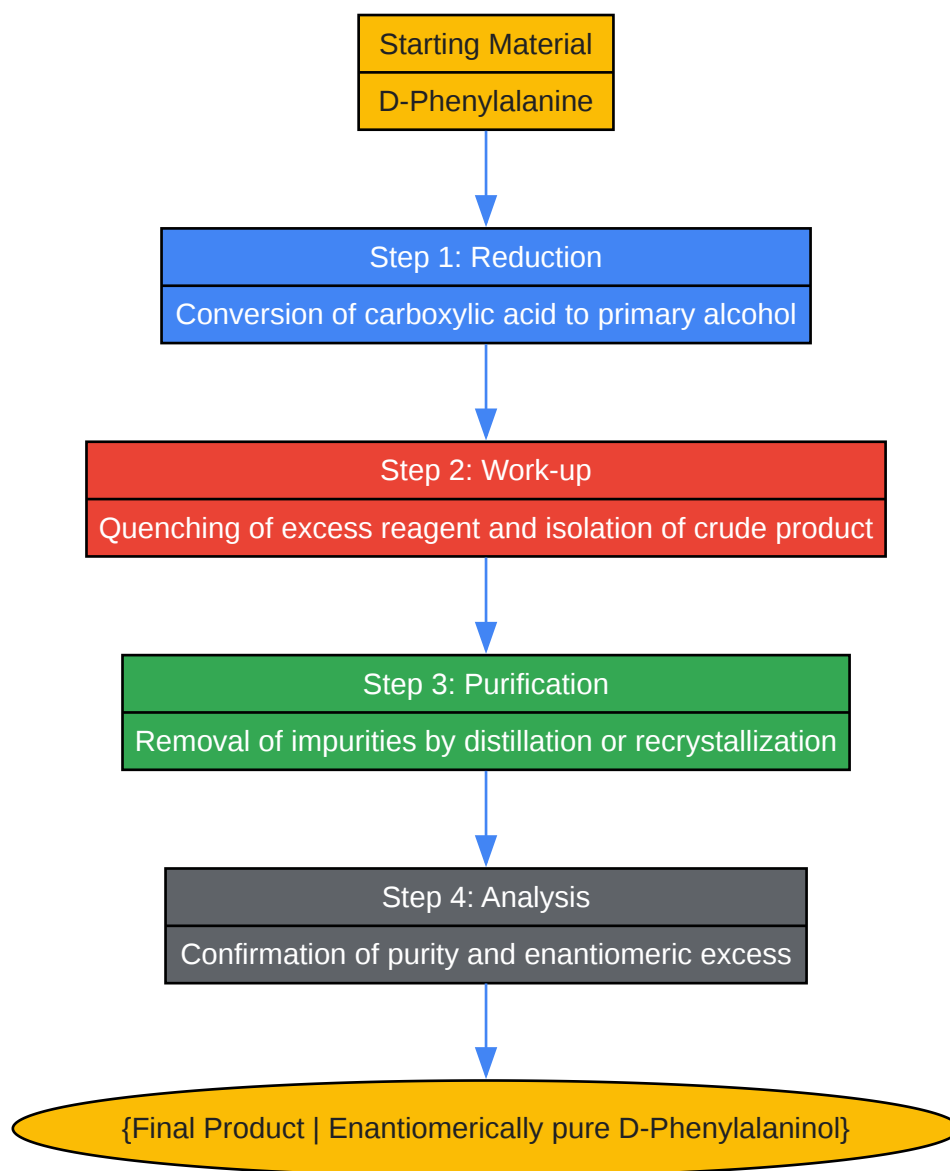 Starting Material
D-Phenylalanine
Step 1: Reduction
Conversion of carboxylic acid to primary alcohol
Step 2: Work-up
Quenching of excess reagent and isolation of crude product
Step 3: Purification
Removal of impurities by distillation or recrystallization
Step 4: Analysis
Confirmation of purity and enantiomeric excess
{Final Product | Enantiomerically pure D-Phenylalaninol}